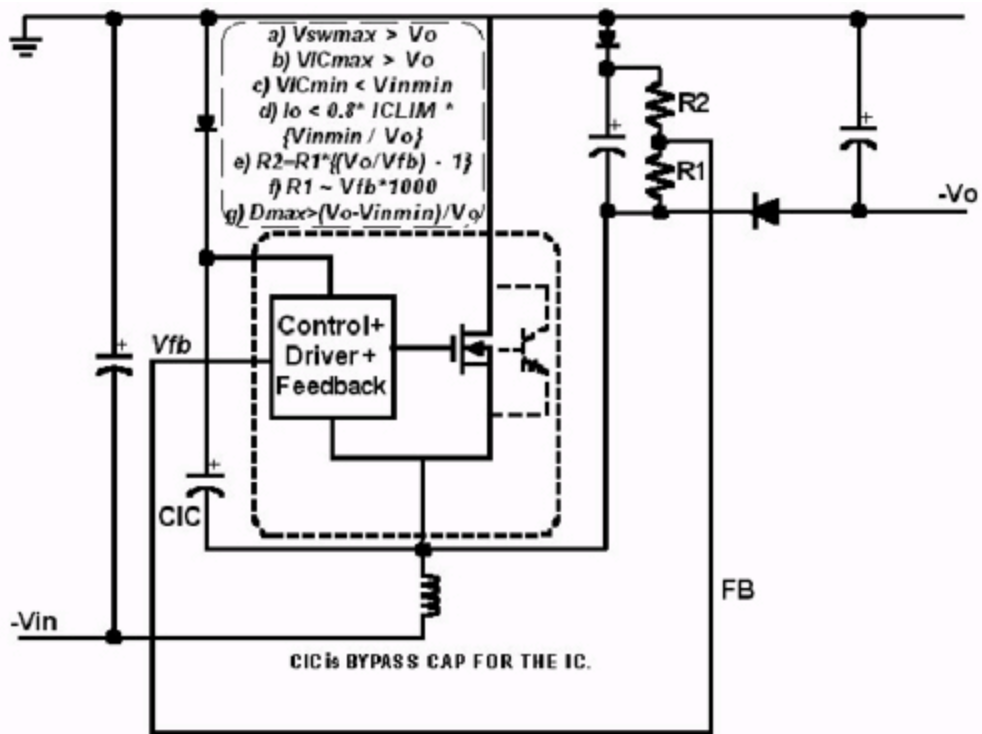 a) Vswmax > Vo
b) VICmax > Vo
c) VICmin < Vinmin
d) Io < 0.8* ICLIM *
{Vinmin / Vo}
e) R2=R1*{(Vo/Vfb) - 1}
f) R1 ~ Vfb*1000
g) Dmax>(Vo-Vinmin)/Vo
R2
R1
-Vo
Vfb
Control+
Driver+
Feedback
CIC
FB
-Vin
CIC is BYPASS CAP FOR THE IC.